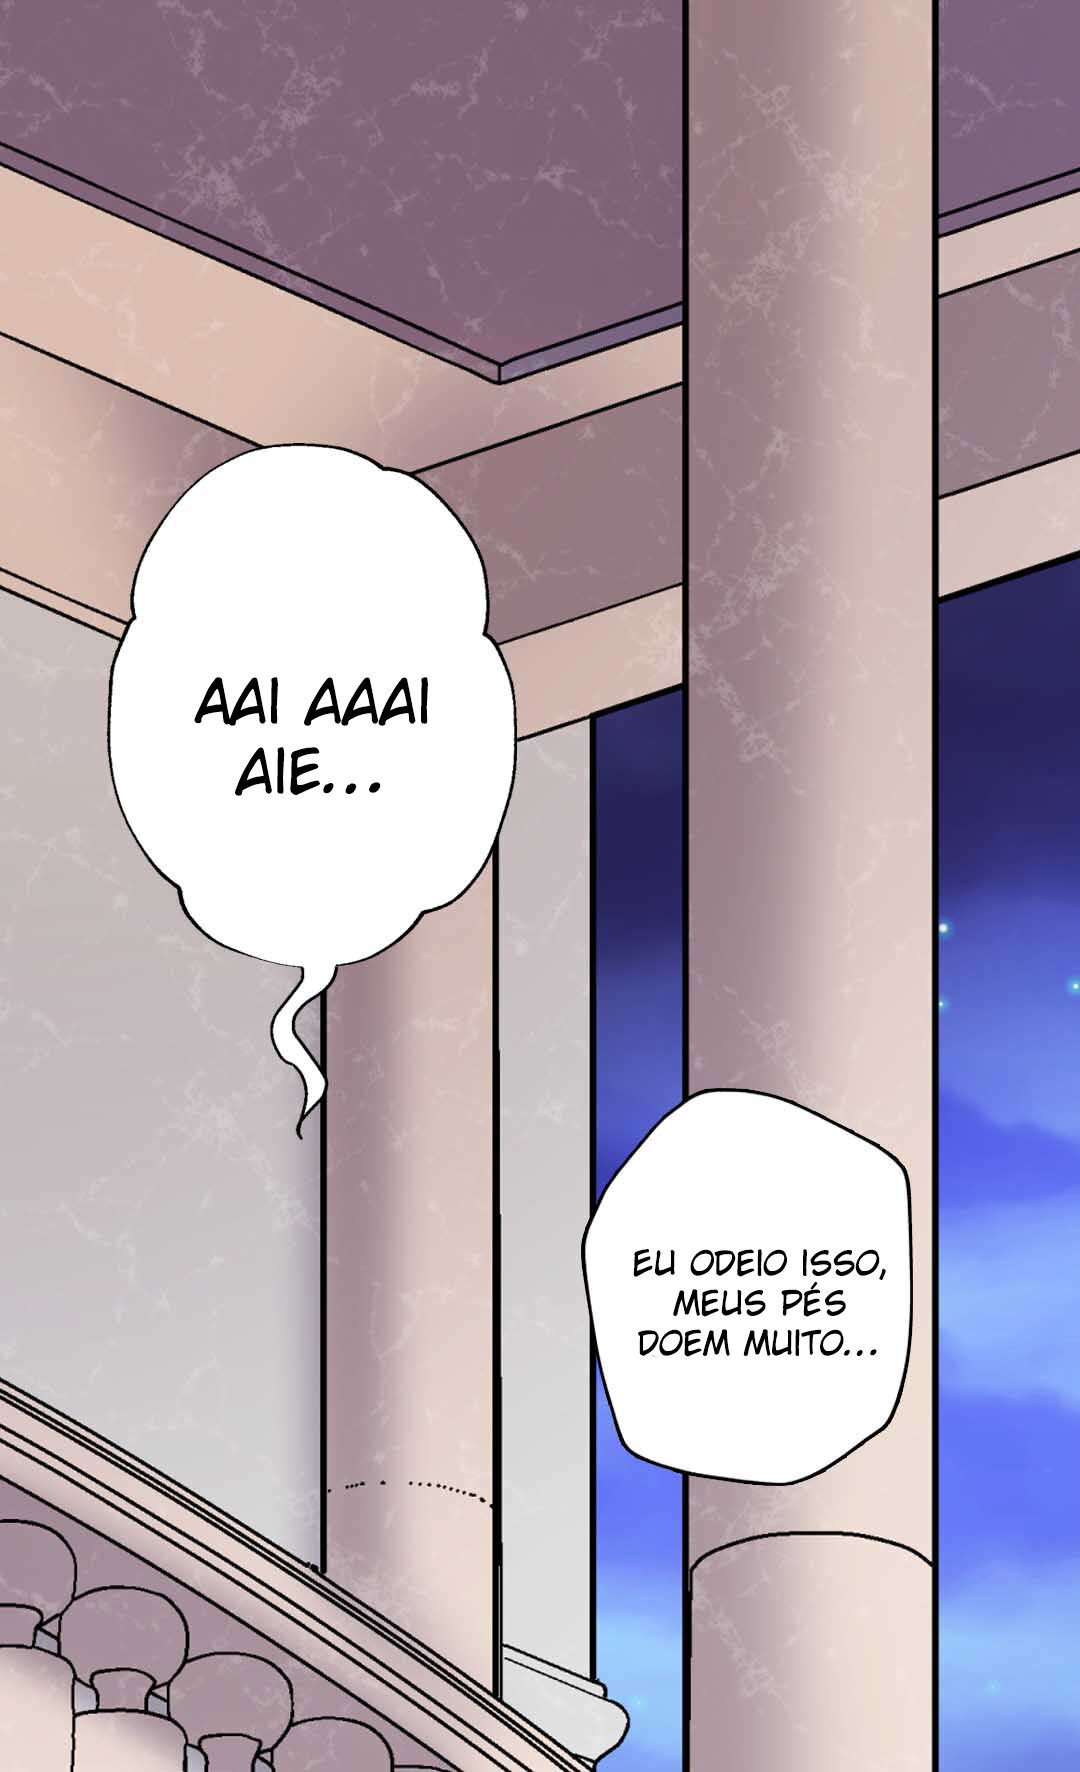 AAI AAAI
AIE...
EU ODEIO ISSO,
MEUS PÉS
DOEM MUITO...